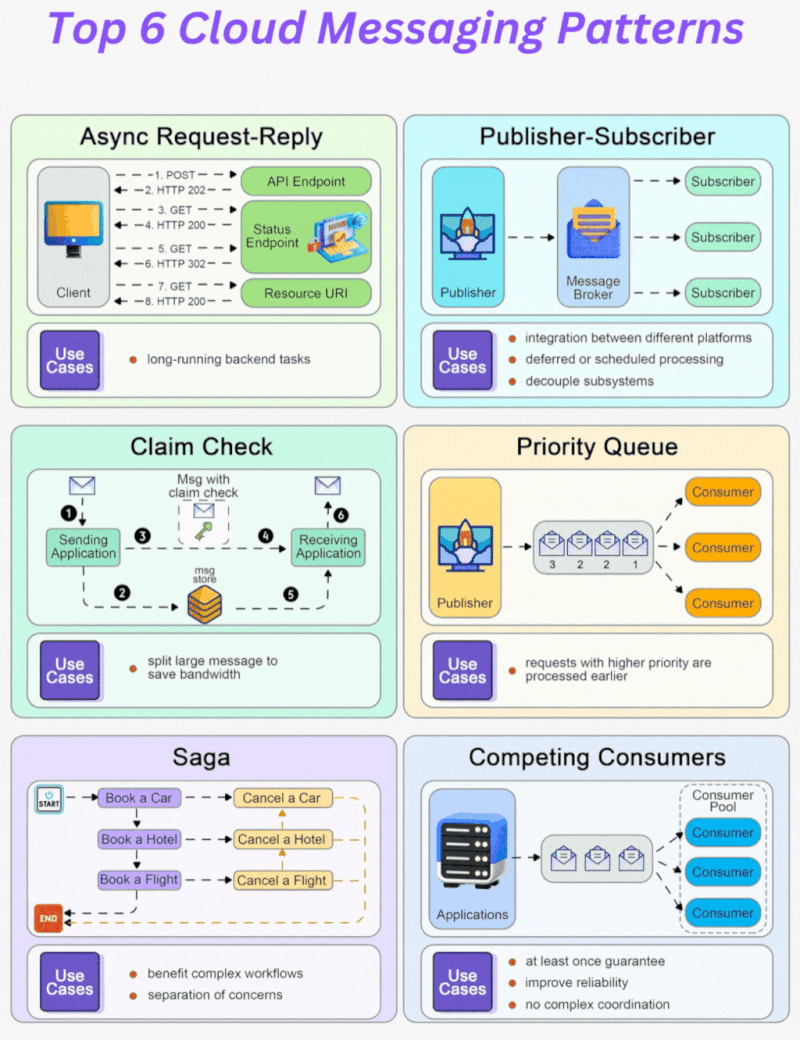 Top 6 Cloud Messaging Patterns
Async Request-Reply
Client
1. POST
2. HTTP 202
3. GET
4. HTTP 200
5. GET
6. HTTP 302
7. GET
8. HTTP 200
API Endpoint
Status
Endpoint
Resource URI
Use
Cases
long-running backend tasks
Publisher-Subscriber
Publisher
Message
Broker
Subscriber
Subscriber
Subscriber
Use
Cases
integration between different platforms
deferred or scheduled processing
decouple subsystems
Claim Check
Msg with
claim check
1
Sending
Application
3
4
Receiving
Application
6
2
msg
store
5
Use
Cases
split large message to
save bandwidth
Priority Queue
Publisher
3 2 2 1
Consumer
Consumer
Consumer
Use
Cases
requests with higher priority are
processed earlier
Saga
START
Book a Car
Cancel a Car
Book a Hotel
Cancel a Hotel
Book a Flight
Cancel a Flight
END
Use
Cases
benefit complex workflows
separation of concerns
Competing Consumers
Applications
Consumer
Pool
Consumer
Consumer
Consumer
Use
Cases
at least once guarantee
improve reliability
no complex coordination